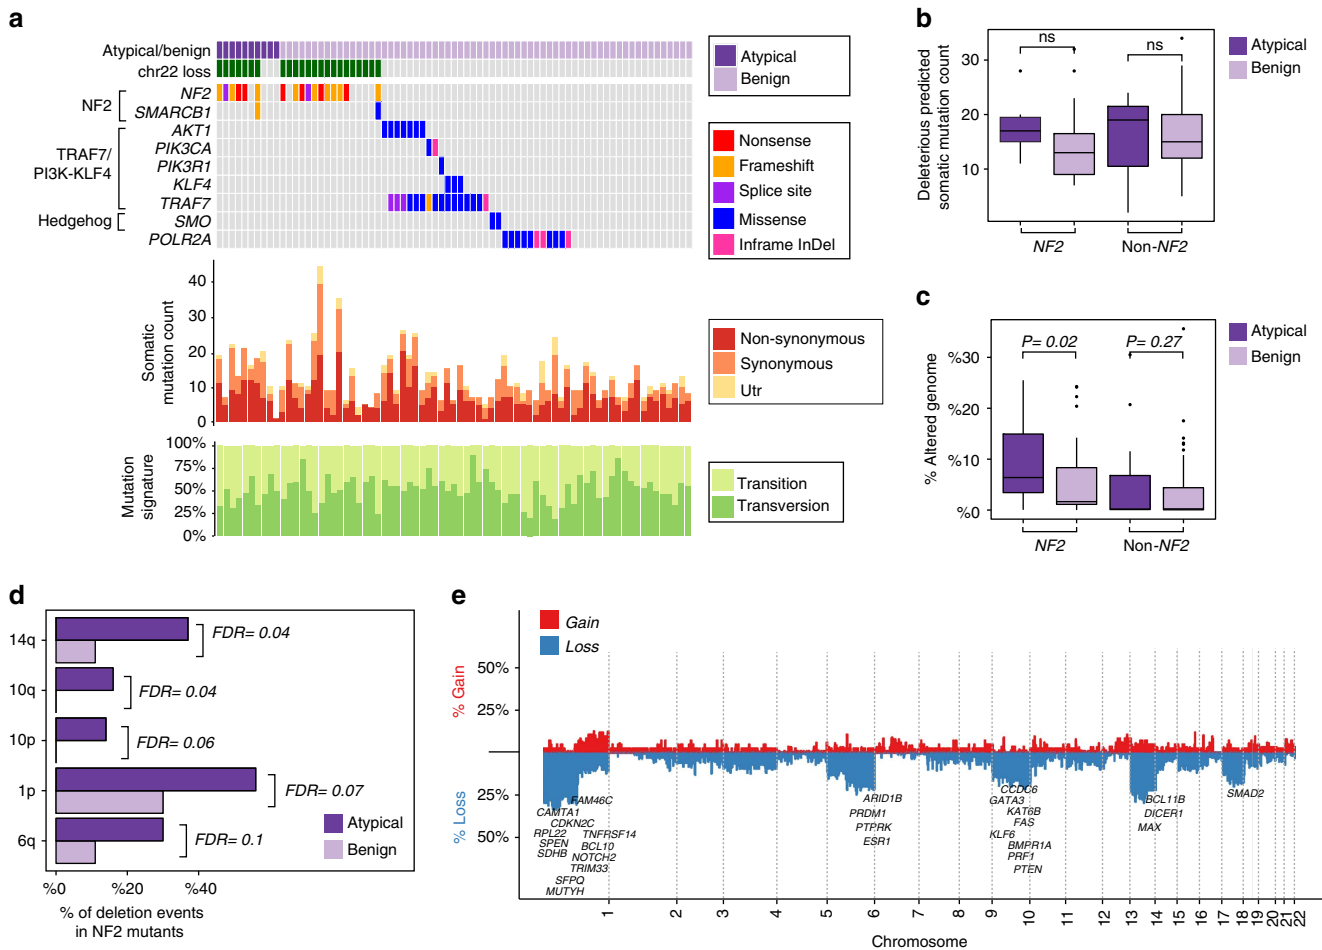 a
Atypical/benign
chr22 loss
NF2
NF2
SMARCB1
TRAF7/
PI3K-KLF4
AKT1
PIK3CA
PIK3R1
KLF4
TRAF7
Hedgehog
SMO
POLR2A
Atypical
Benign
Nonsense
Frameshift
Splice site
Missense
Inframe InDel
Somatic
mutation count
40
30
20
10
0
Non-synonymous
Synonymous
Utr
Mutation
signature
100%
75%
50%
25%
0%
Transition
Transversion
b
Deleterious predicted
somatic mutation count
30
20
10
ns
ns
NF2
Non-NF2
Atypical
Benign
c
% Altered genome
%30
%20
%10
%0
P= 0.02
P= 0.27
NF2
Non-NF2
Atypical
Benign
d
14q
10q
10p
1p
6q
FDR= 0.04
FDR= 0.04
FDR= 0.06
FDR= 0.07
FDR= 0.1
Atypical
Benign
%0
%20
%40
% of deletion events
in NF2 mutants
e
Gain
Loss
% Gain
% Loss
50%
25%
25%
50%
FAM46C
CAMTA1
CDKN2C
RPL22
TNFRSF14
SPEN
BCL10
SDHB
NOTCH2
TRIM33
SFPQ
MUTYH
ARID1B
PRDM1
PTPRK
ESR1
CCDC6
GATA3
KAT6B
FAS
KLF6
BMPR1A
PRF1
PTEN
BCL11B
DICER1
MAX
SMAD2
1
2
3
4
5
6
7
8
9
10
11
12
13
14
15
16
17
18
19
20
21
22
Chromosome